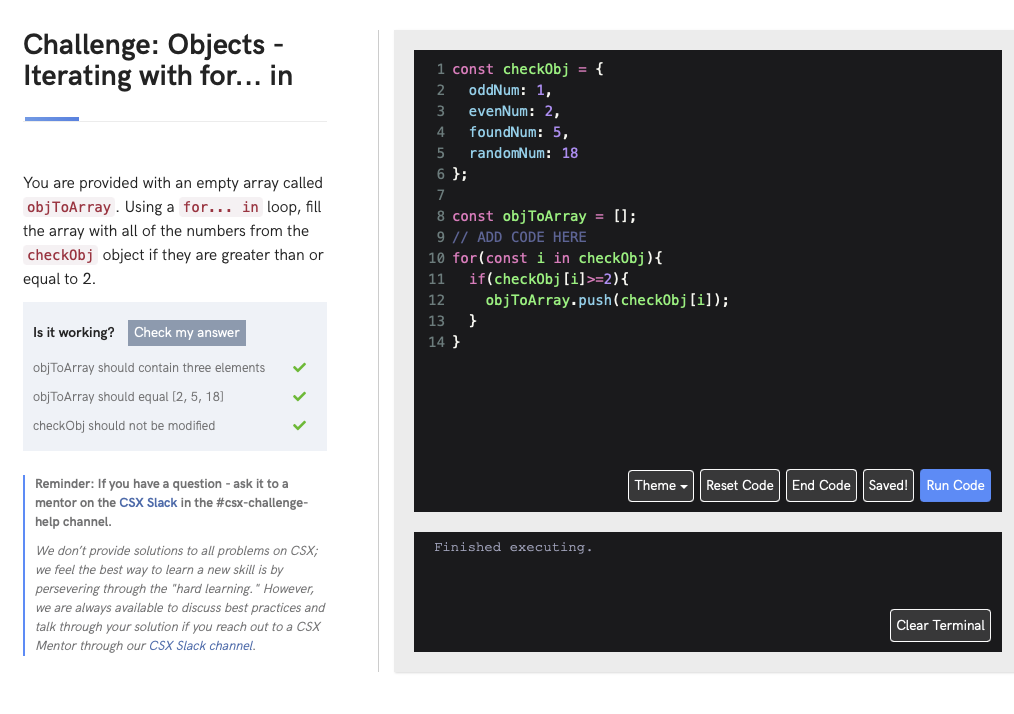 Challenge: Objects -
Iterating with for... in
You are provided with an empty array called
objToArray. Using a for... in loop, fill
the array with all of the numbers from the
checkObj object if they are greater than or
equal to 2.
Is it working? Check my answer
objToArray should contain three elements
objToArray should equal [2, 5, 18]
checkObj should not be modified
Reminder: If you have a question - ask it to a
mentor on the CSX Slack in the #csx-challenge-
help channel.
We don't provide solutions to all problems on CSX;
we feel the best way to learn a new skill is by
persevering through the "hard learning." However,
we are always available to discuss best practices and
talk through your solution if you reach out to a CSX
Mentor through our CSX Slack channel.
1 const checkObj = {
2   oddNum: 1,
3   evenNum: 2,
4   foundNum: 5,
5   randomNum: 18
6 };
7
8 const objToArray = [];
9 // ADD CODE HERE
10 for(const i in checkObj){
11   if(checkObj[i]>=2){
12     objToArray.push(checkObj[i]);
13   }
14 }
Theme Reset Code End Code Saved! Run Code
Finished executing.
Clear Terminal